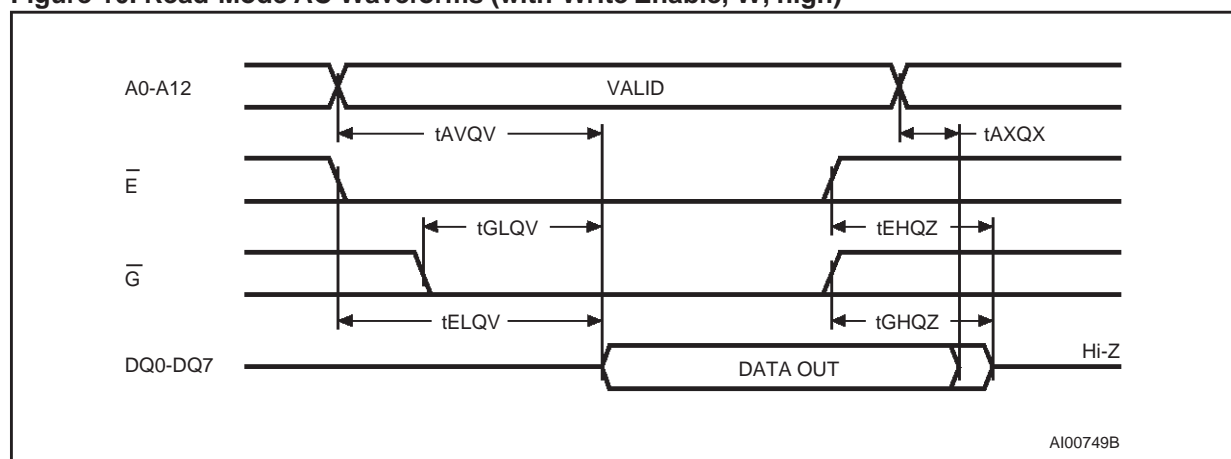 Figure 10. Read Mode AC Waveforms (with Write Enable, W, high)
A0-A12
VALID
tAVQV
tAXQX
E
tGLQV
tEHQZ
G
tELQV
tGHQZ
DQ0-DQ7
DATA OUT
Hi-Z
AI00749B